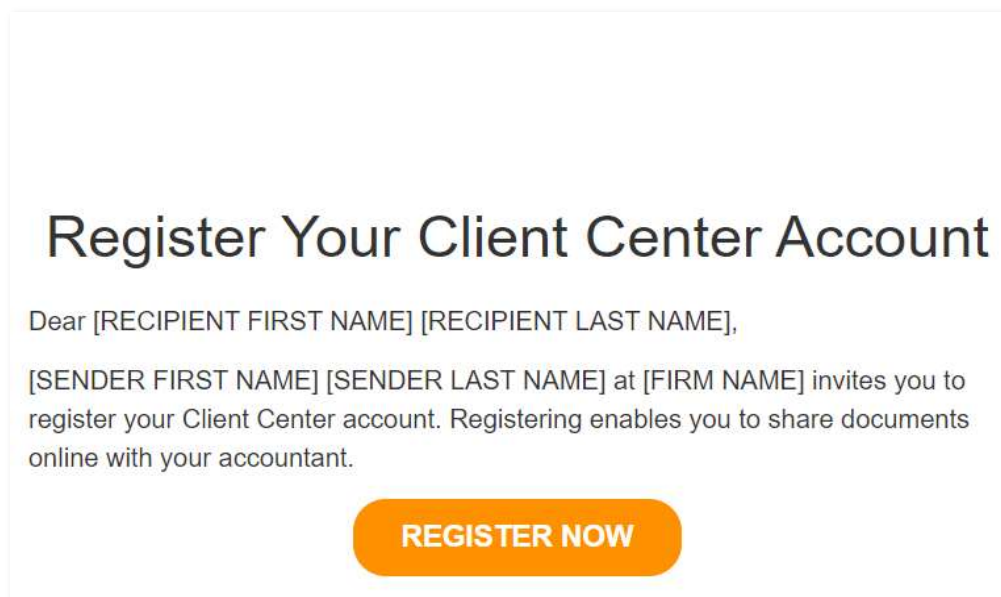 Register Your Client Center Account
Dear [RECIPIENT FIRST NAME] [RECIPIENT LAST NAME],
[SENDER FIRST NAME] [SENDER LAST NAME] at [FIRM NAME] invites you to
register your Client Center account. Registering enables you to share documents
online with your accountant.
REGISTER NOW